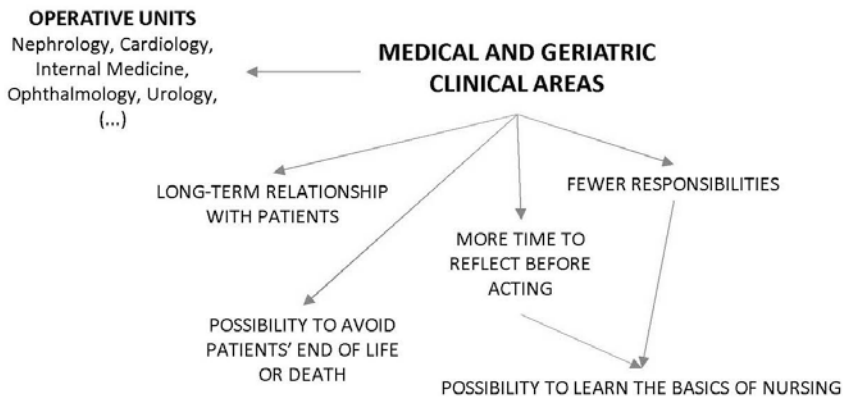 OPERATIVE UNITS
Nephrology, Cardiology,
Internal Medicine,
Ophthalmology, Urology,
(...)
MEDICAL AND GERIATRIC
CLINICAL AREAS
LONG-TERM RELATIONSHIP
WITH PATIENTS
FEWER RESPONSIBILITIES
MORE TIME TO
REFLECT BEFORE
ACTING
POSSIBILITY TO AVOID
PATIENTS’ END OF LIFE
OR DEATH
POSSIBILITY TO LEARN THE BASICS OF NURSING